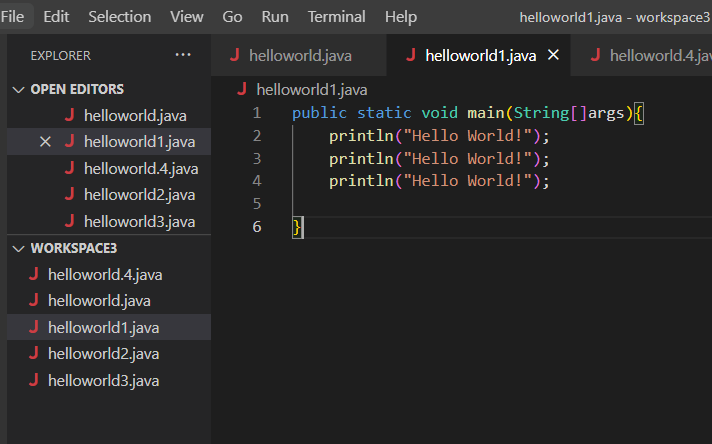 File Edit Selection View Go Run Terminal Help helloworld1.java - workspace3
EXPLORER ...
OPEN EDITORS
J helloworld.java
× J helloworld1.java
J helloworld.4.java
J helloworld2.java
J helloworld3.java
WORKSPACE3
J helloworld.4.java
J helloworld.java
J helloworld1.java
J helloworld2.java
J helloworld3.java
J helloworld.java J helloworld1.java × J helloworld.4.jav
J helloworld1.java
1 public static void main(String[]args){
2 println("Hello World!");
3 println("Hello World!");
4 println("Hello World!");
5
6 }